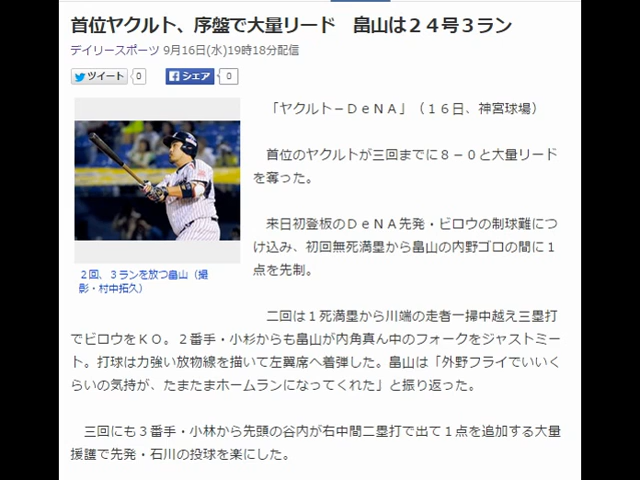 首位ヤクルト、序盤で大量リード　畠山は２４号３ラン
デイリースポーツ 9月16日(水)19時18分配信
ツイート 0 シェア 0
「ヤクルト－ＤｅＮＡ」（１６日、神宮球場）
首位のヤクルトが三回までに８－０と大量リード
を奪った。
来日初登板のＤｅＮＡ先発・ビロウの制球難につ
け込み、初回無死満塁から畠山の内野ゴロの間に１
点を先制。
２回、３ランを放つ畠山（撮
影・村中拓久）
二回は１死満塁から川端の走者一掃中越え三塁打
でビロウをＫＯ。２番手・小杉からも畠山が内角真ん中のフォークをジャストミー
ト。打球は力強い放物線を描いて左翼席へ着弾した。畠山は「外野フライでいいく
らいの気持が、たまたまホームランになってくれた」と振り返った。
三回にも３番手・小林から先頭の谷内が右中間二塁打で出て１点を追加する大量
援護で先発・石川の投球を楽にした。